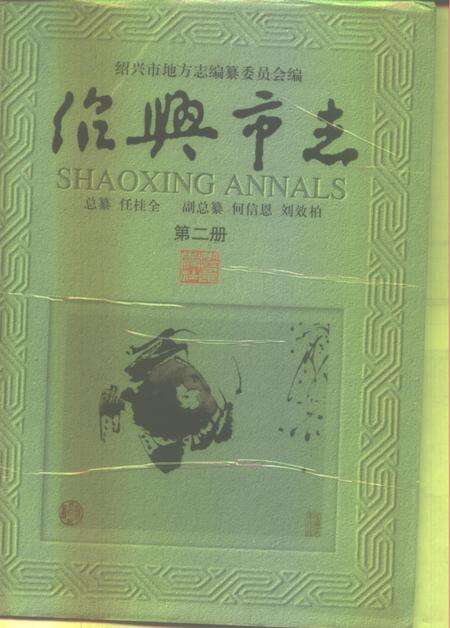 绍兴市地方志编纂委员会编
绍興市志
SHAOXING ANNALS
总纂 任桂全 副总纂 何信恩 刘效柏
第二册